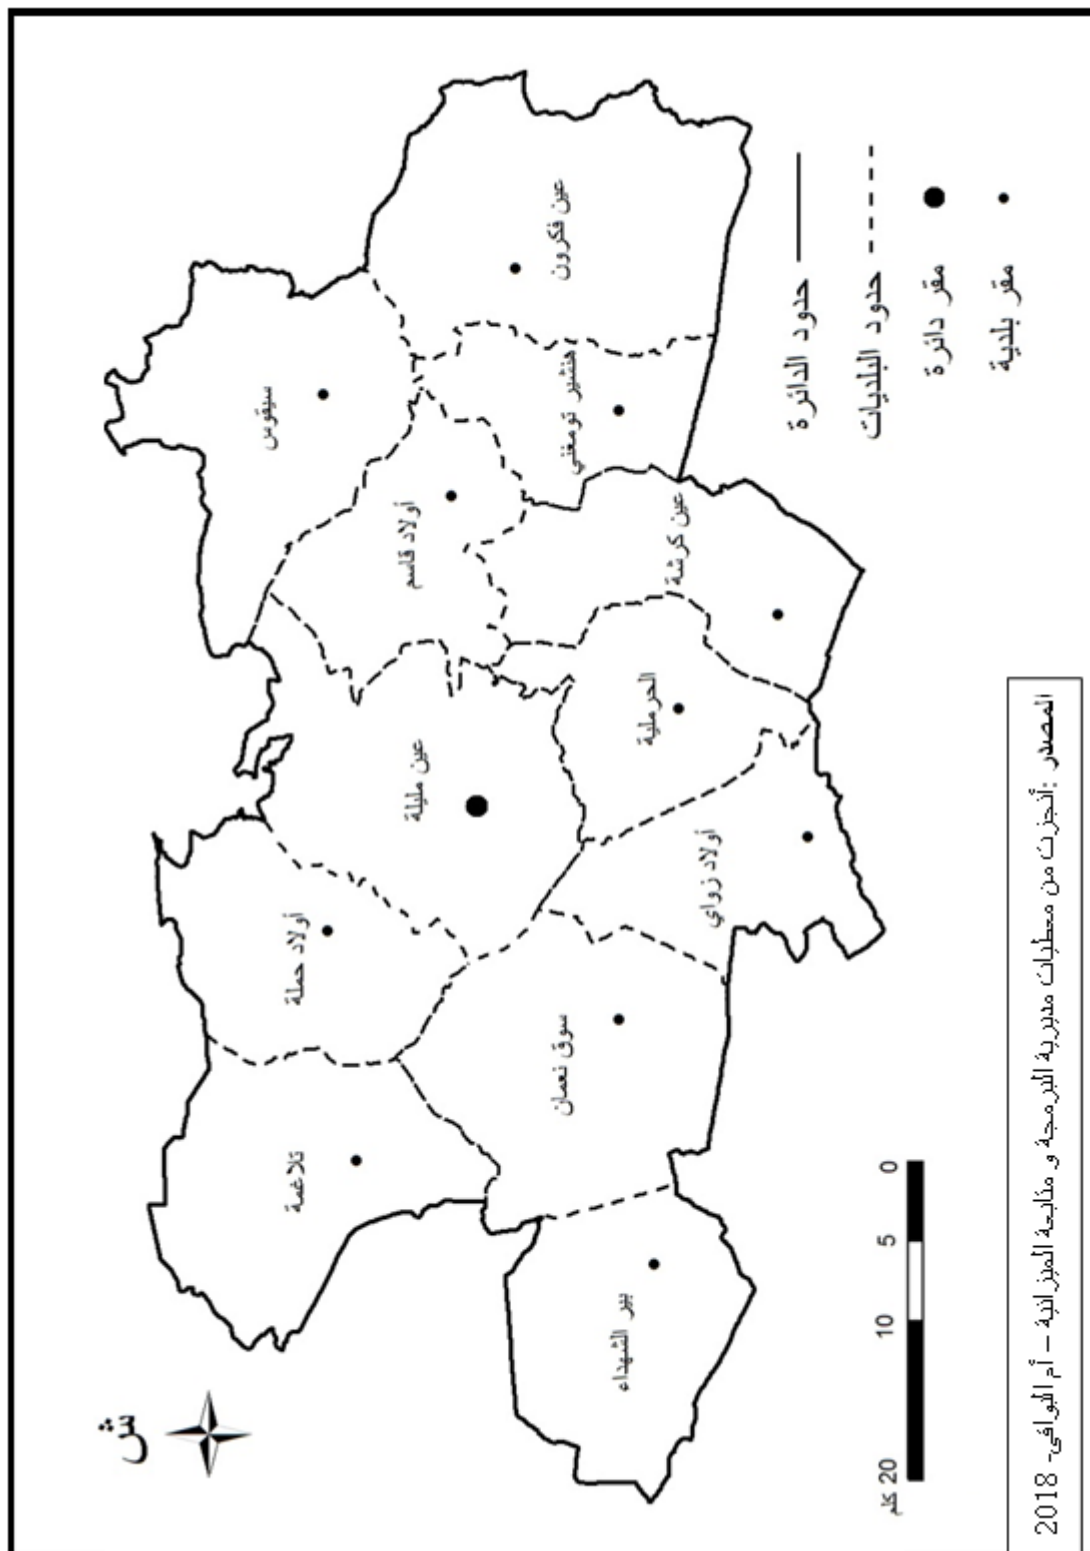 ش
سيقوس
عين فكرون
هنشير تومغني
أولاد قاسم
عين كرشة
الحرملية
عين مليلة
أولاد زواي
أولاد حملة
سوق نعمان
تلاغمة
بير الشهداء
حدود الدائرة
حدود البلديات
مقر دائرة
مقر بلدية
0 5 10 20
كلم
المصدر :أنجزت من معطيات مديرية البرمجة و متابعة الميزانية – أم البواقي- 2018